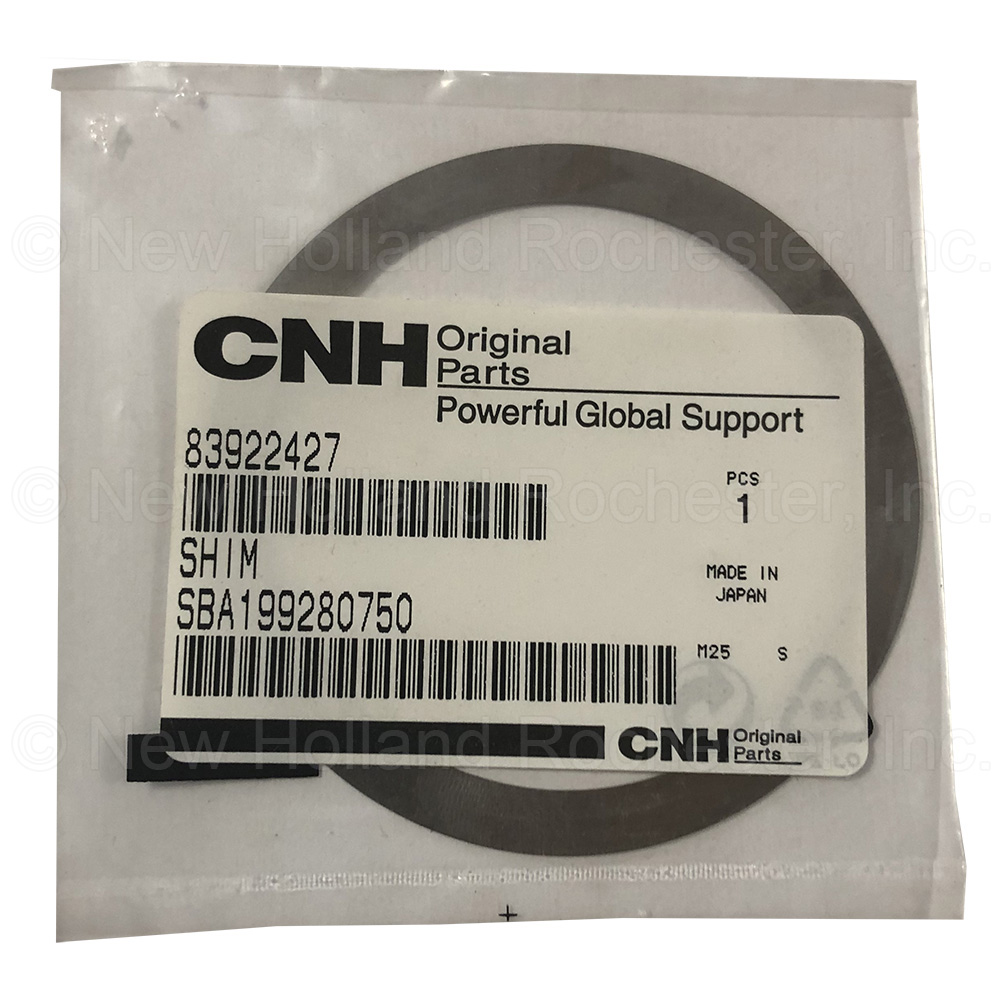 © New Holland Rochester, Inc.
CNH Original
Parts
Powerful Global Support
83922427
PCS
1
© New Holland Rochester, Inc.
SHIM
MADE IN
JAPAN
SBA199280750
M25 S
© New Holland Rochester, Inc.
CNH Original
Parts